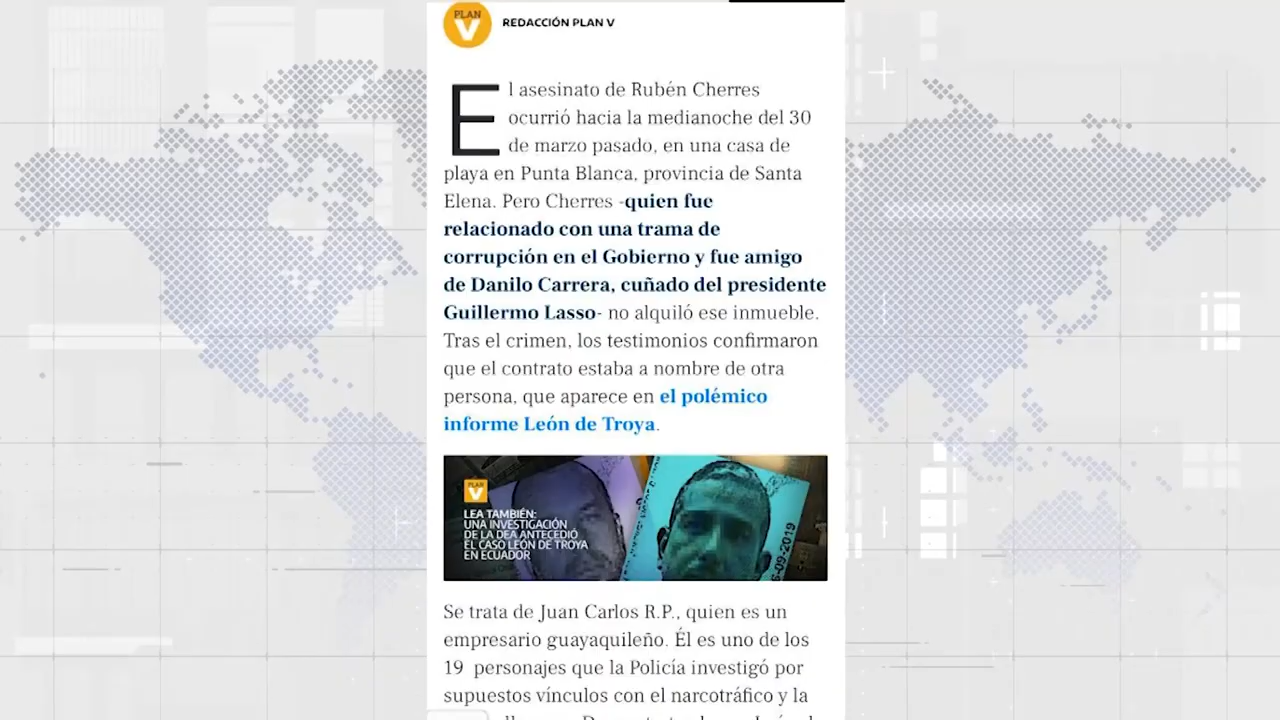 PLAN
V
REDACCIÓN PLAN V
El asesinato de Rubén Cherres
ocurrió hacia la medianoche del 30
de marzo pasado, en una casa de
playa en Punta Blanca, provincia de Santa
Elena. Pero Cherres -quien fue
relacionado con una trama de
corrupción en el Gobierno y fue amigo
de Danilo Carrera, cuñado del presidente
Guillermo Lasso- no alquiló ese inmueble.
Tras el crimen, los testimonios confirmaron
que el contrato estaba a nombre de otra
persona, que aparece en el polémico
informe León de Troya.
PLAN
V
LEA TAMBIÉN:
UNA INVESTIGACIÓN
DE LA DEA ANTECEDIÓ
EL CASO LEÓN DE TROYA
EN ECUADOR
6-09-2019
Se trata de Juan Carlos R.P., quien es un
empresario guayaquileño. Él es uno de los
19 personajes que la Policía investigó por
supuestos vínculos con el narcotráfico y la